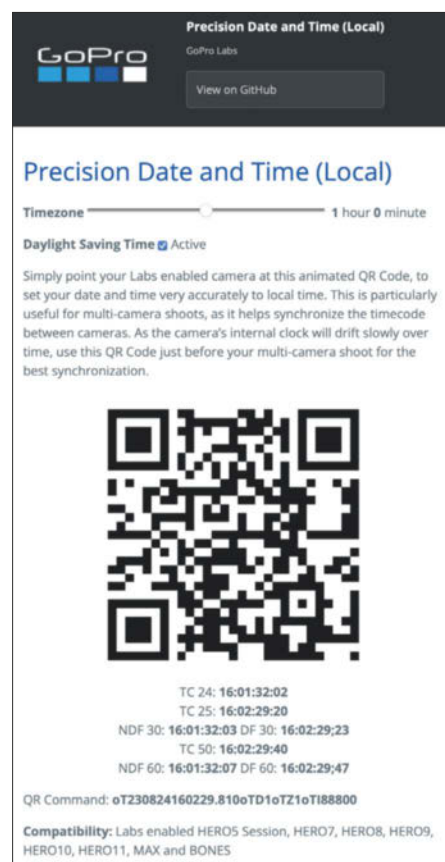 GoPro
Precision Date and Time (Local)
GoPro Labs
View on GitHub
Precision Date and Time (Local)
Timezone 1 hour 0 minute
Daylight Saving Time Active
Simply point your Labs enabled camera at this animated QR Code, to
set your date and time very accurately to local time. This is particularly
useful for multi-camera shoots, as it helps synchronize the timecode
between cameras. As the camera's internal clock will drift slowly over
time, use this QR Code just before your multi-camera shoot for the
best synchronization.
TC 24: 16:01:32:02
TC 25: 16:02:29:20
NDF 30: 16:01:32:03 DF 30: 16:02:29;23
TC 50: 16:02:29:40
NDF 60: 16:01:32:07 DF 60: 16:02:29;47
QR Command: oT230824160229.810oTD1oTZ1oTI88800
Compatibility: Labs enabled HERO5 Session, HERO7, HERO8, HERO9,
HERO10, HERO11, MAX and BONES